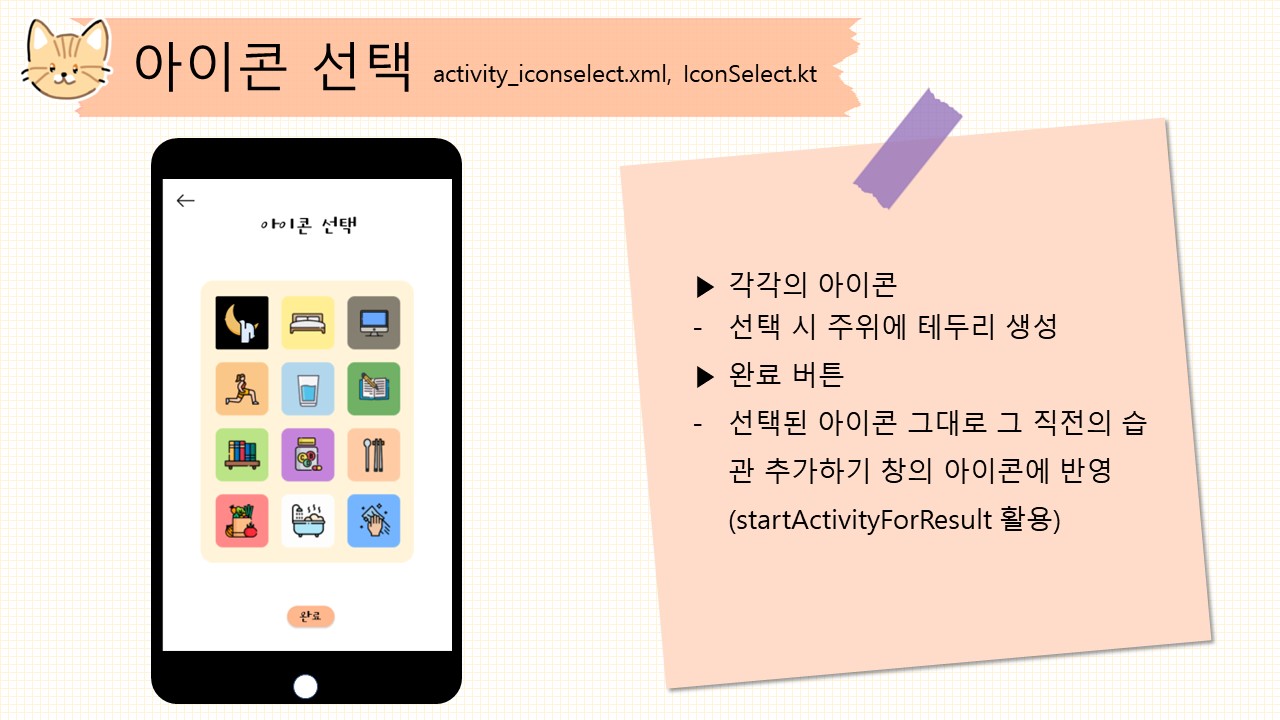 아이콘 선택 activity_iconselect.xml, IconSelect.kt
아이콘 선택
완료
▶ 각각의 아이콘
- 선택 시 주위에 테두리 생성
▶ 완료 버튼
- 선택된 아이콘 그대로 그 직전의 습
관 추가하기 창의 아이콘에 반영
(startActivityForResult 활용)